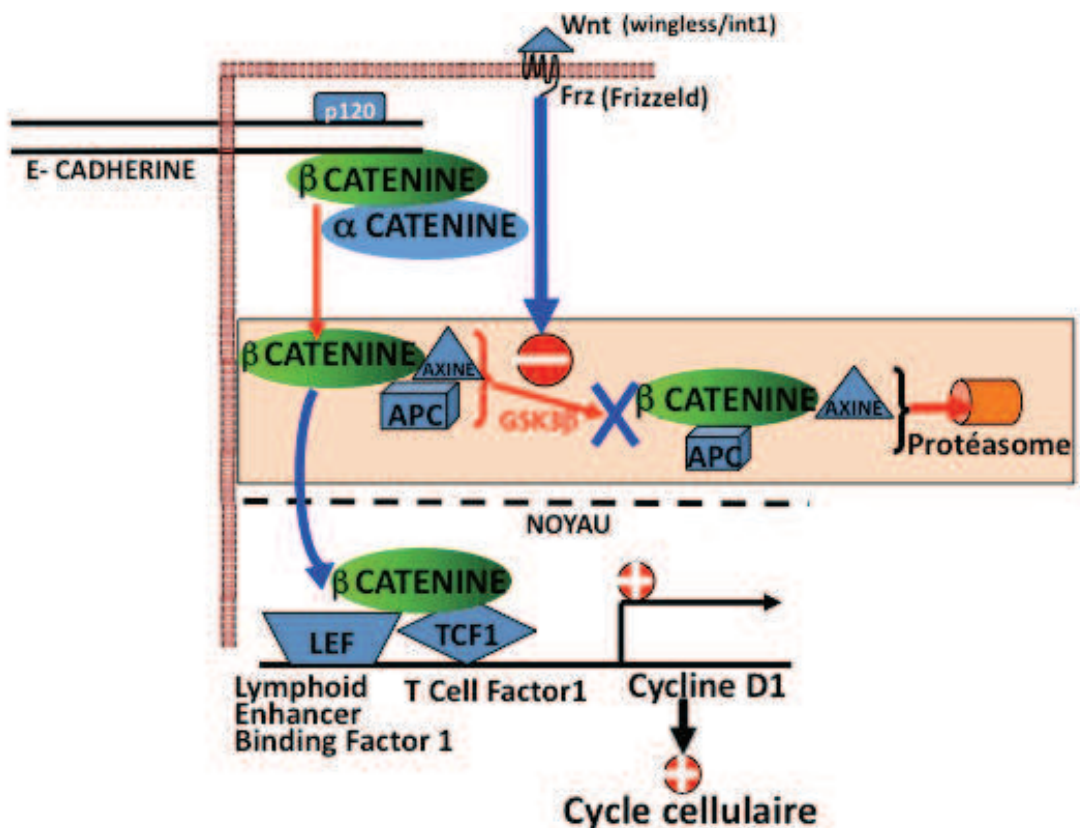 Wnt (wingless/int1)
Frz (Frizzeld)
p120
E- CADHERINE
β CATENINE
α CATENINE
β CATENINE
AXINE
APC
GSK3β
β CATENINE
AXINE
APC
Protéasome
NOYAU
β CATENINE
LEF
TCF1
Lymphoid
Enhancer
Binding Factor 1
T Cell Factor1
Cycline D1
Cycle cellulaire